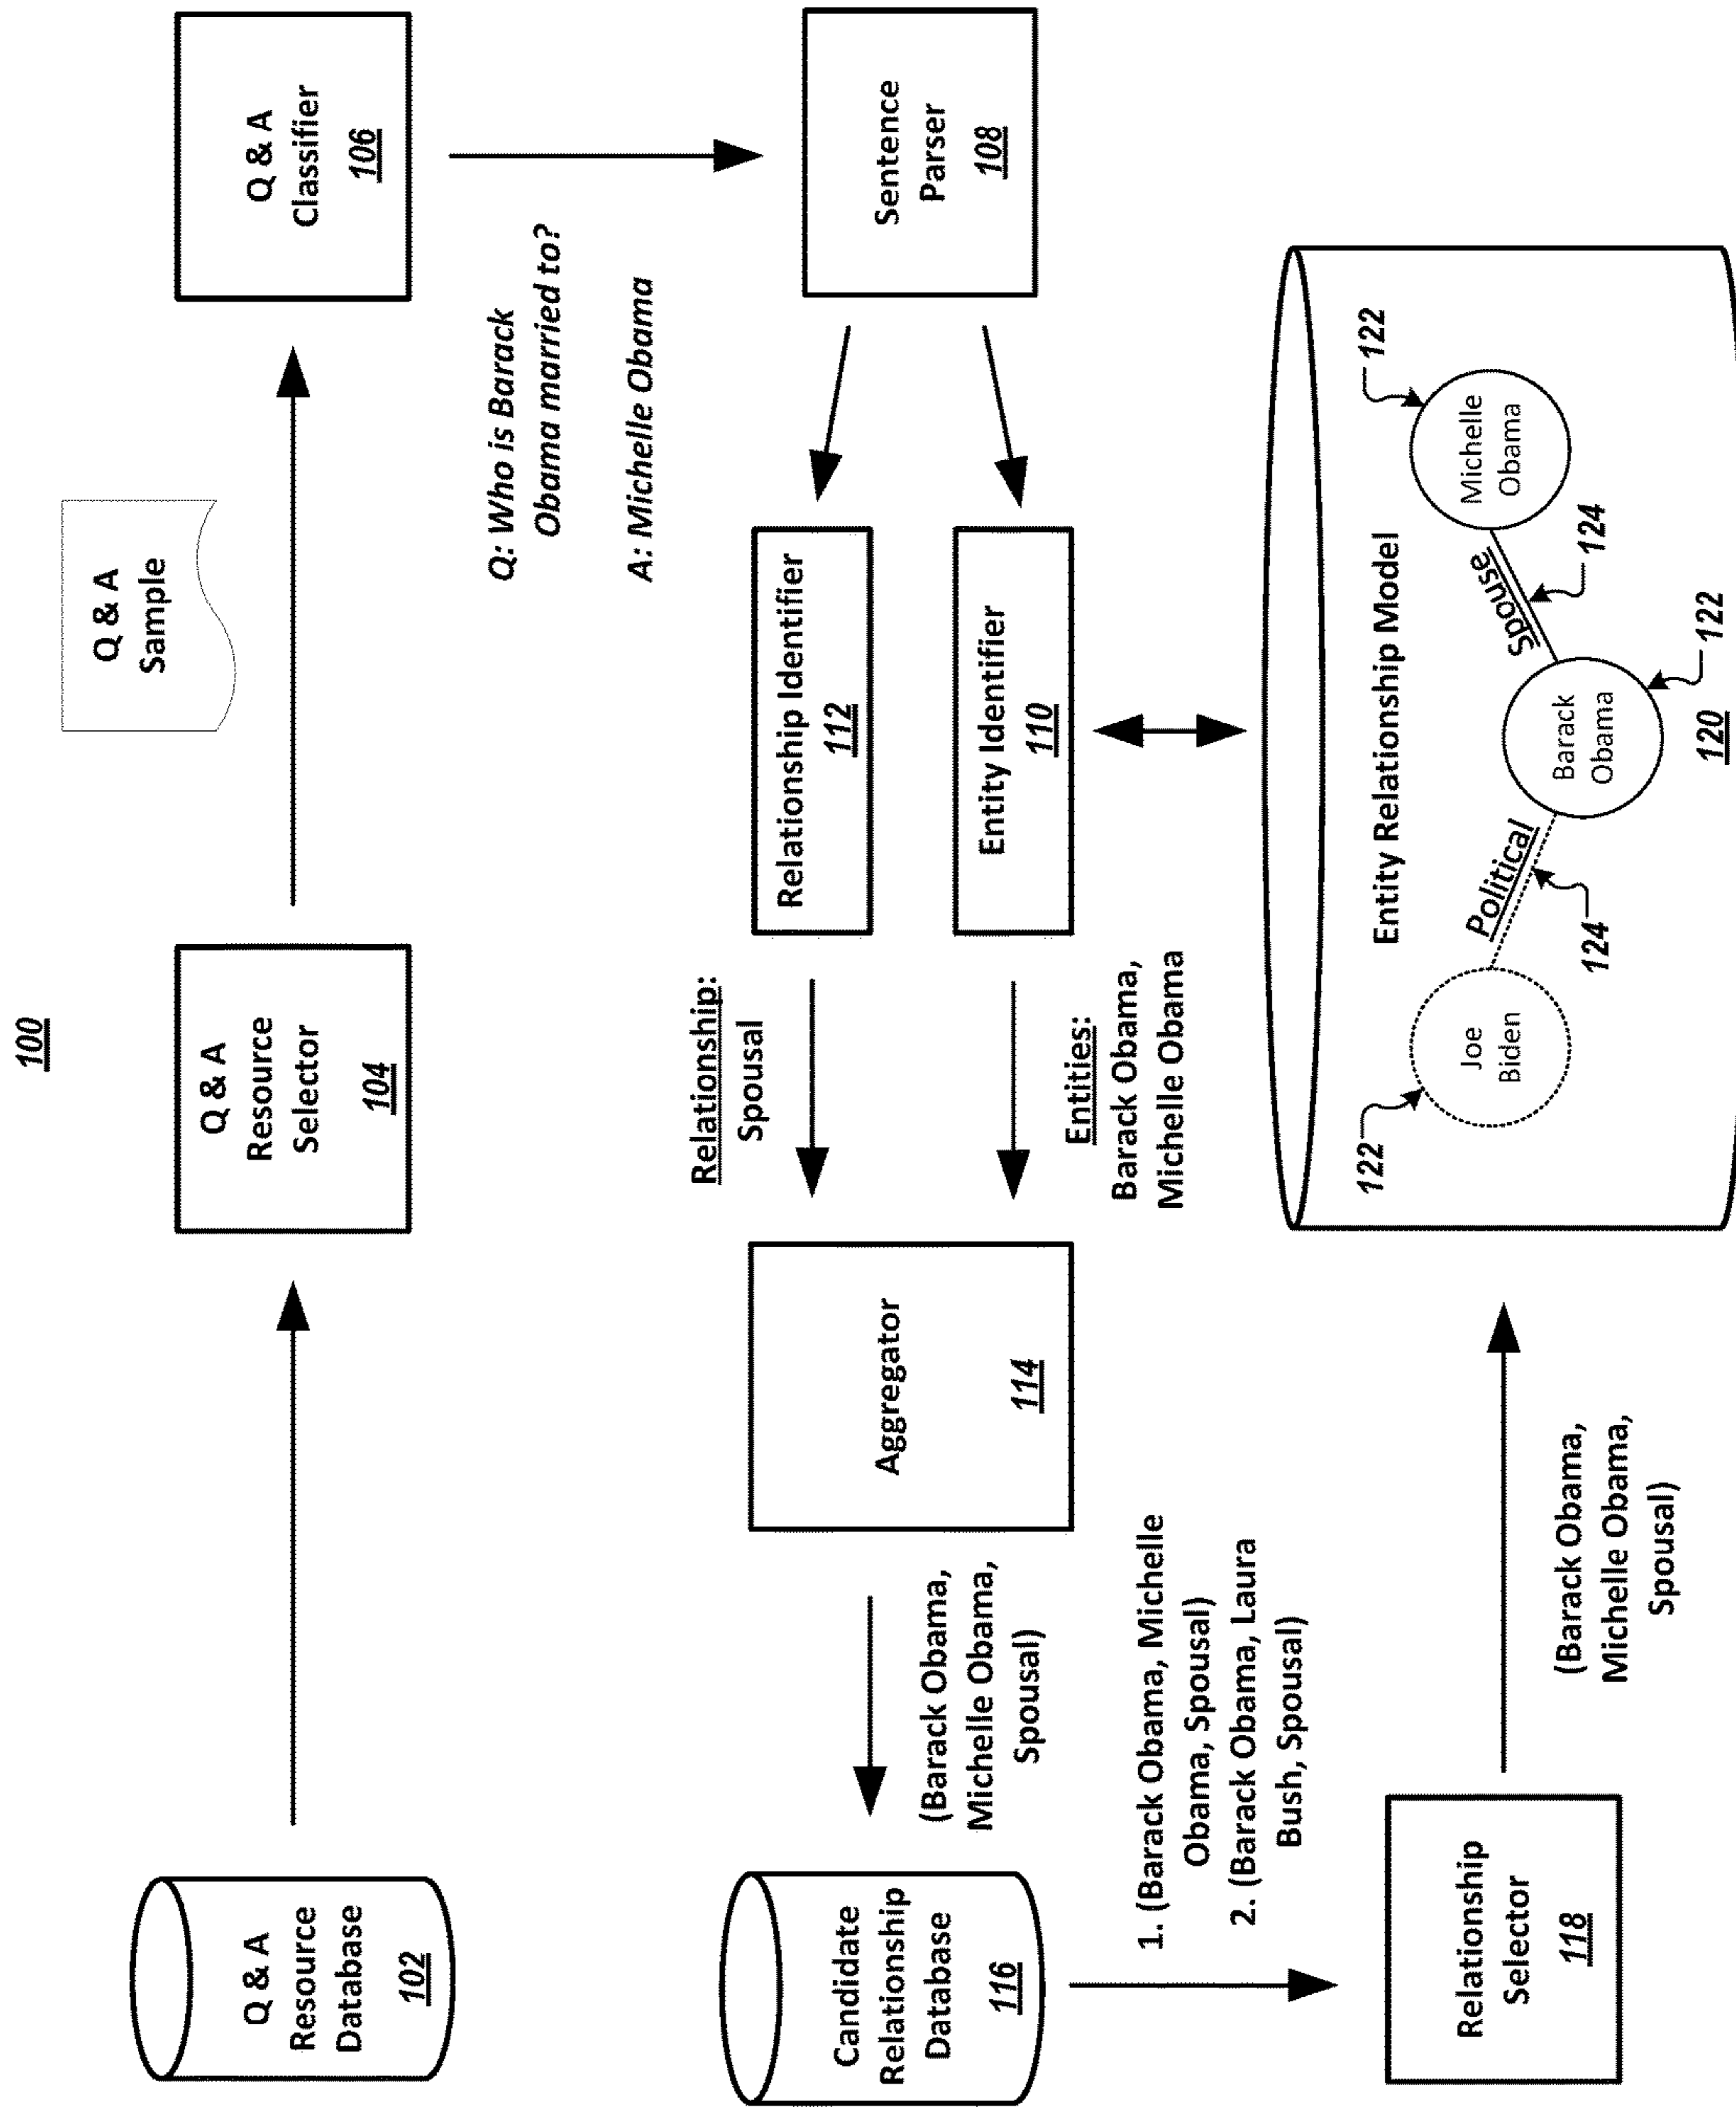 100
Q & A
Resource
Database
102
Q & A
Resource
Selector
104
Q & A
Sample
Q & A
Classifier
106
Q: Who is Barack
Obama married to?
A: Michelle Obama
Sentence
Parser
108
Relationship Identifier
112
Entity Identifier
110
Relationship:
Spousal
Entities:
Barack Obama,
Michelle Obama
Aggregator
114
(Barack Obama,
Michelle Obama,
Spousal)
Candidate
Relationship
Database
116
1. (Barack Obama, Michelle
Obama, Spousal)
2. (Barack Obama, Laura
Bush, Spousal)
Relationship
Selector
118
(Barack Obama,
Michelle Obama,
Spousal)
Entity Relationship Model
122
Joe
Biden
Political
124
Barack
Obama
122
Spouse
124
Michelle
Obama
122
120